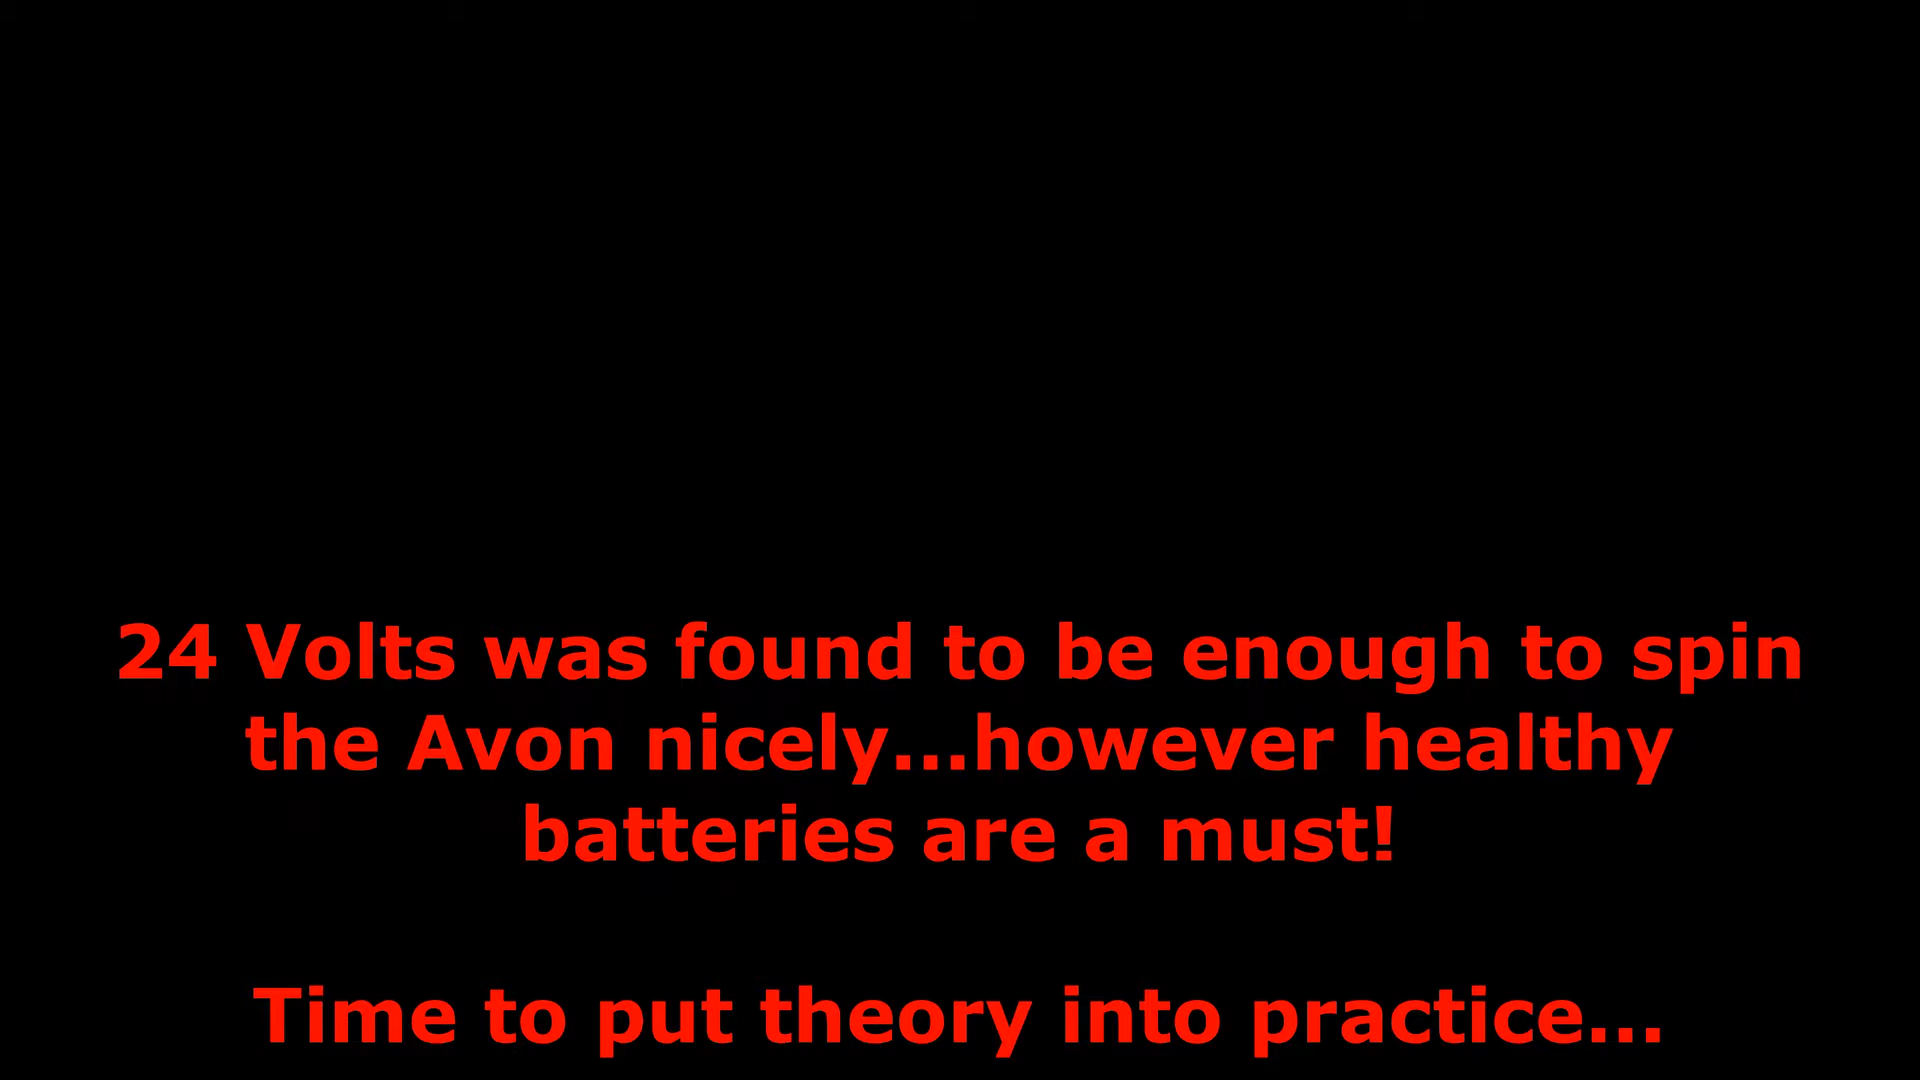 24 Volts was found to be enough to spin
the Avon nicely...however healthy
batteries are a must!
Time to put theory into practice...